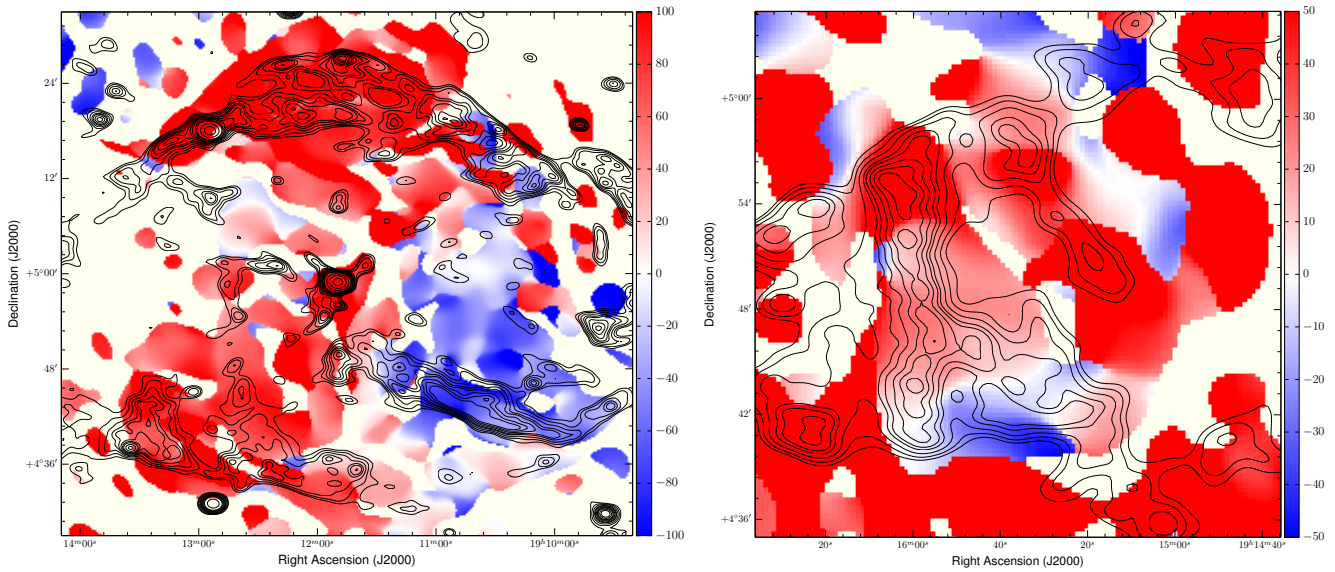 100
80
60
40
20
0
−20
−40
−60
−80
−100
24′
12′
+5°00′
48′
+4°36′
Declination (J2000)
14ᵐ00ˢ
13ᵐ00ˢ
12ᵐ00ˢ
11ᵐ00ˢ
19ʰ10ᵐ00ˢ
Right Ascension (J2000)
50
40
30
20
10
0
−10
−20
−30
−40
−50
+5°00′
54′
48′
42′
+4°36′
Declination (J2000)
20ˢ
16ᵐ00ˢ
40ˢ
20ˢ
15ᵐ00ˢ
19ʰ14ᵐ40ˢ
Right Ascension (J2000)